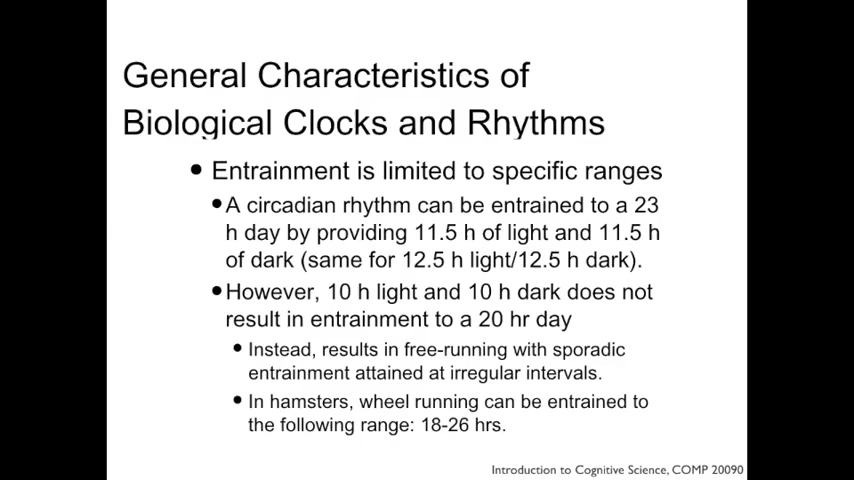 General Characteristics of
Biological Clocks and Rhythms
• Entrainment is limited to specific ranges
• A circadian rhythm can be entrained to a 23
h day by providing 11.5 h of light and 11.5 h
of dark (same for 12.5 h light/12.5 h dark).
• However, 10 h light and 10 h dark does not
result in entrainment to a 20 hr day
• Instead, results in free-running with sporadic
entrainment attained at irregular intervals.
• In hamsters, wheel running can be entrained to
the following range: 18-26 hrs.
Introduction to Cognitive Science, COMP 20090